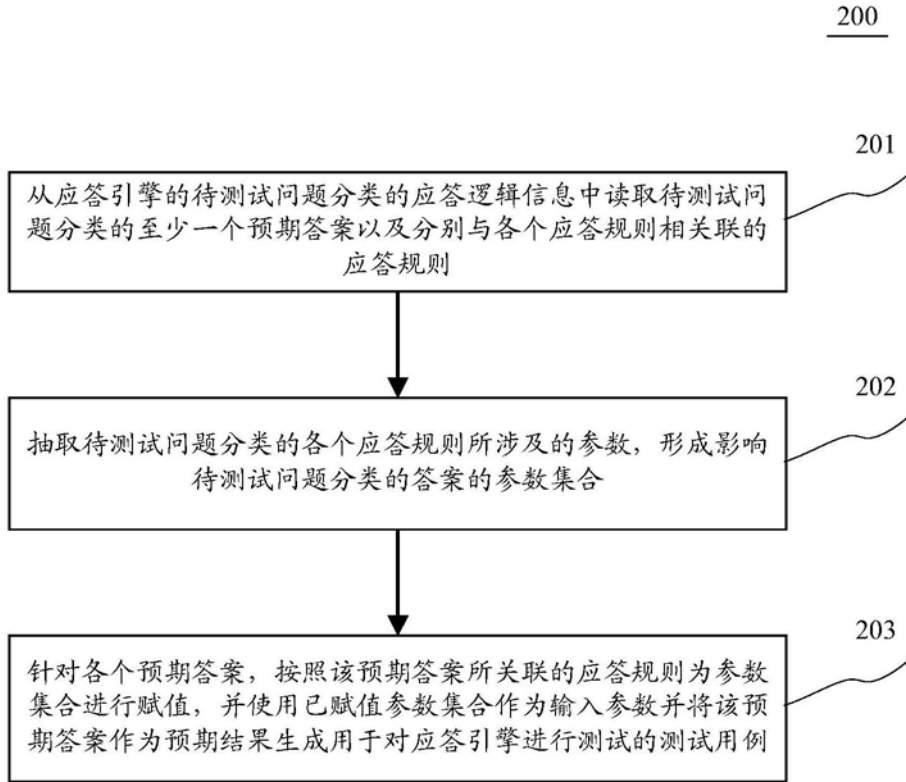 200
201
从应答引擎的待测试问题分类的应答逻辑信息中读取待测试问
题分类的至少一个预期答案以及分别与各个应答规则相关联的
应答规则
202
抽取待测试问题分类的各个应答规则所涉及的参数，形成影响
待测试问题分类的答案的参数集合
203
针对各个预期答案，按照该预期答案所关联的应答规则为参数
集合进行赋值，并使用已赋值参数集合作为输入参数并将该预
期答案作为预期结果生成用于对应答引擎进行测试的测试用例